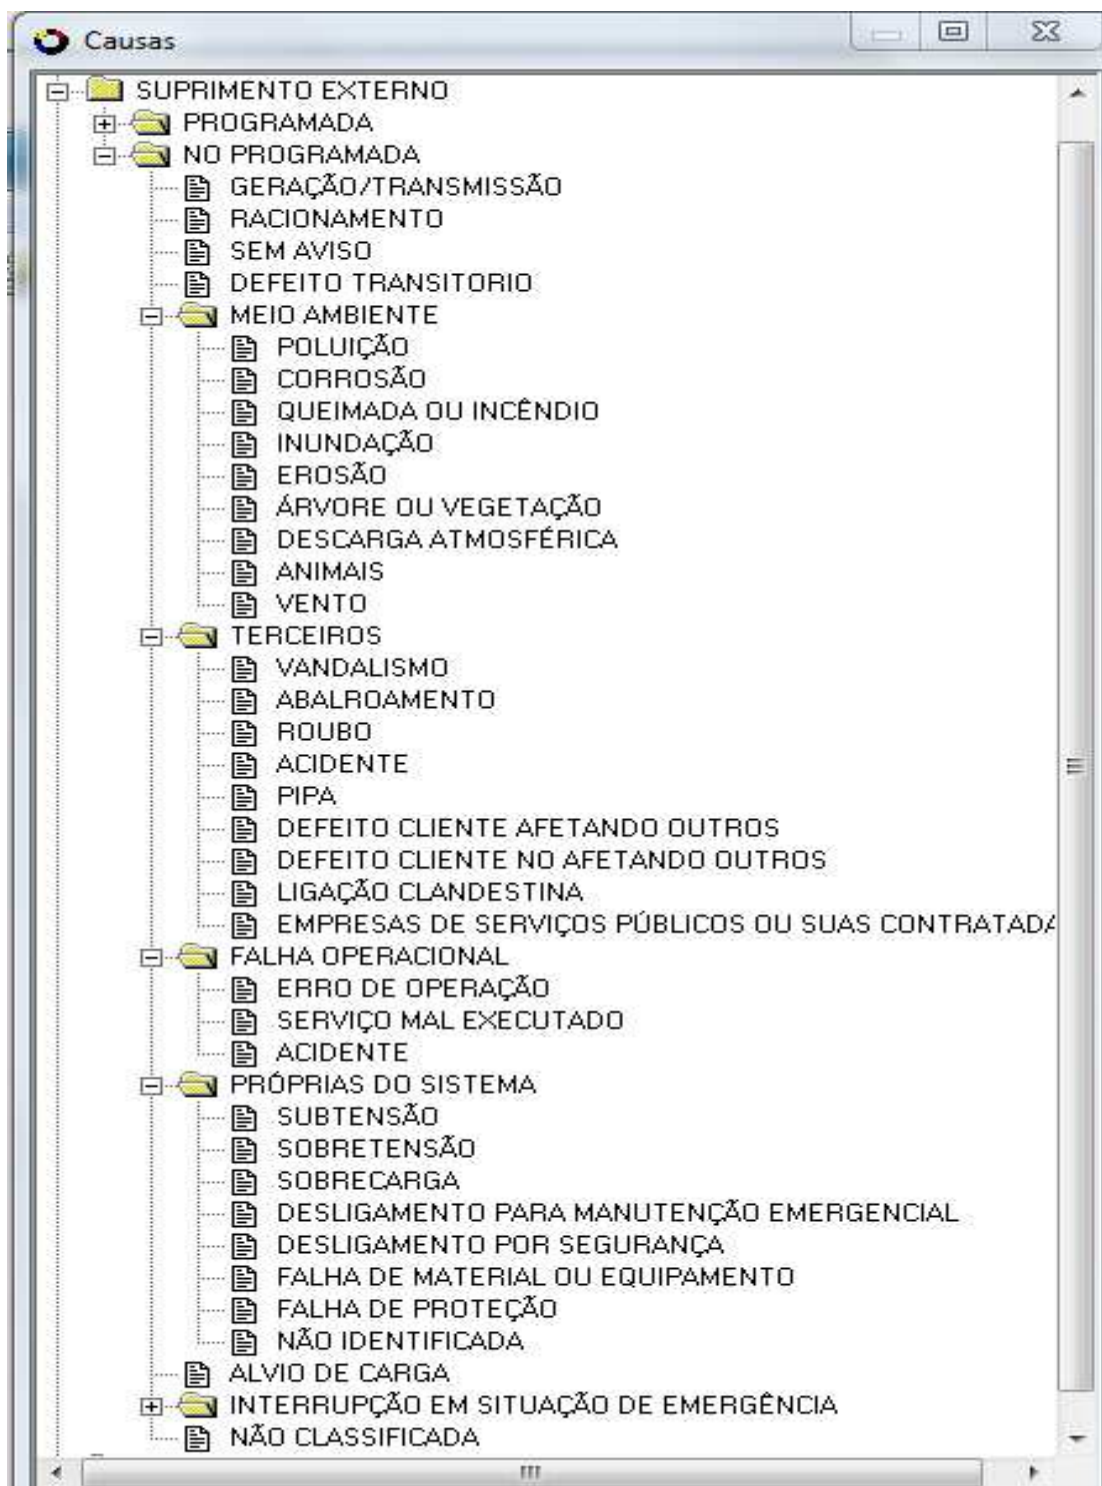 Causas
SUPRIMENTO EXTERNO
PROGRAMADA
NO PROGRAMADA
GERAÇÃO/TRANSMISSÃO
RACIONAMENTO
SEM AVISO
DEFEITO TRANSITORIO
MEIO AMBIENTE
POLUIÇÃO
CORROSÃO
QUEIMADA OU INCÊNDIO
INUNDAÇÃO
EROSÃO
ÁRVORE OU VEGETAÇÃO
DESCARGA ATMOSFÉRICA
ANIMAIS
VENTO
TERCEIROS
VANDALISMO
ABALROAMENTO
ROUBO
ACIDENTE
PIPA
DEFEITO CLIENTE AFETANDO OUTROS
DEFEITO CLIENTE NO AFETANDO OUTROS
LIGAÇÃO CLANDESTINA
EMPRESAS DE SERVIÇOS PÚBLICOS OU SUAS CONTRATADA
FALHA OPERACIONAL
ERRO DE OPERAÇÃO
SERVIÇO MAL EXECUTADO
ACIDENTE
PRÓPRIAS DO SISTEMA
SUBTENSÃO
SOBRETENSÃO
SOBRECARGA
DESLIGAMENTO PARA MANUTENÇÃO EMERGENCIAL
DESLIGAMENTO POR SEGURANÇA
FALHA DE MATERIAL OU EQUIPAMENTO
FALHA DE PROTEÇÃO
NÃO IDENTIFICADA
ALVIO DE CARGA
INTERRUPÇÃO EM SITUAÇÃO DE EMERGÊNCIA
NÃO CLASSIFICADA